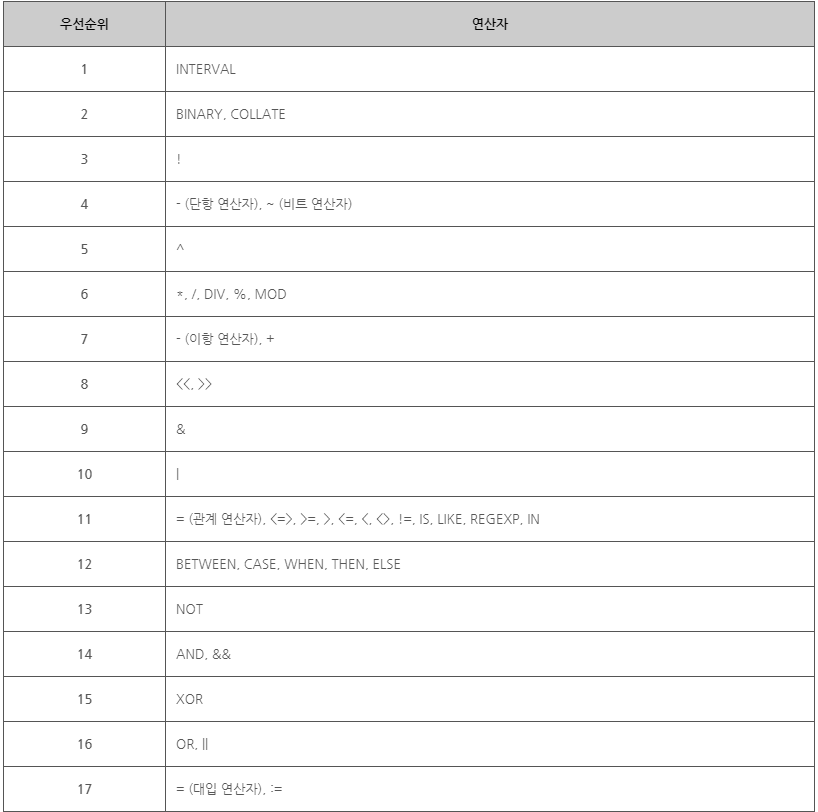 우선순위 연산자
1 INTERVAL
2 BINARY, COLLATE
3 !
4 - (단항 연산자), ~ (비트 연산자)
5 ^
6 *, /, DIV, %, MOD
7 - (이항 연산자), +
8 <<, >>
9 &
10 |
11 = (관계 연산자), <=>, >=, >, <=, <, <>, !=, IS, LIKE, REGEXP, IN
12 BETWEEN, CASE, WHEN, THEN, ELSE
13 NOT
14 AND, &&
15 XOR
16 OR, ||
17 = (대입 연산자), :=